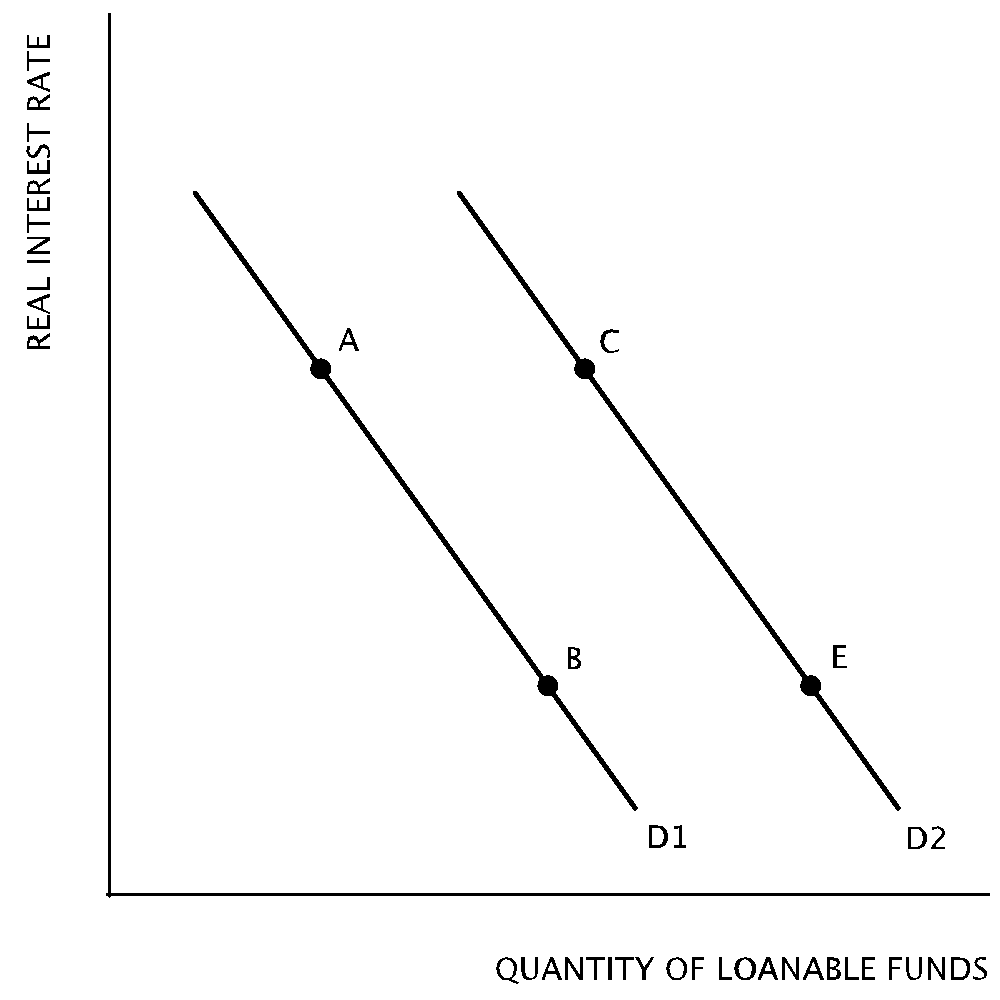 REAL INTEREST RATE
A
C
B
E
D1
D2
QUANTITY OF LOANABLE FUNDS